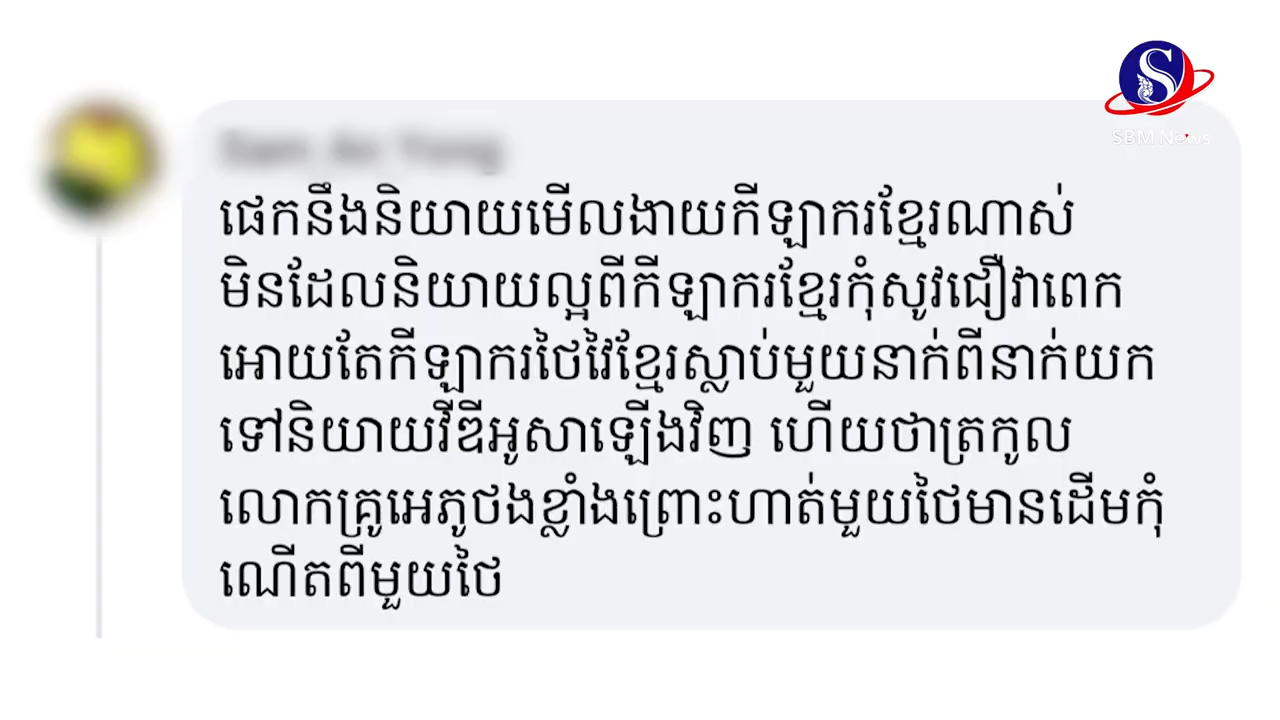 SBM News
ផេកនឹងនិយាយមើលងាយកីឡាករខ្មែរណាស់
មិនដែលនិយាយល្អពីកីឡាករខ្មែរកុំសូវជឿវាពេក
អោយតែកីឡាករថៃវៃខ្មែរស្លាប់មួយនាក់ពីនាក់យក
ទៅនិយាយវីឌីអូសាឡើងវិញ ហើយថាត្រកូល
លោកគ្រូអេភូថងខ្លាំងព្រោះហាត់មួយថៃមានដើមកុំ
ណើតពីមួយថៃ